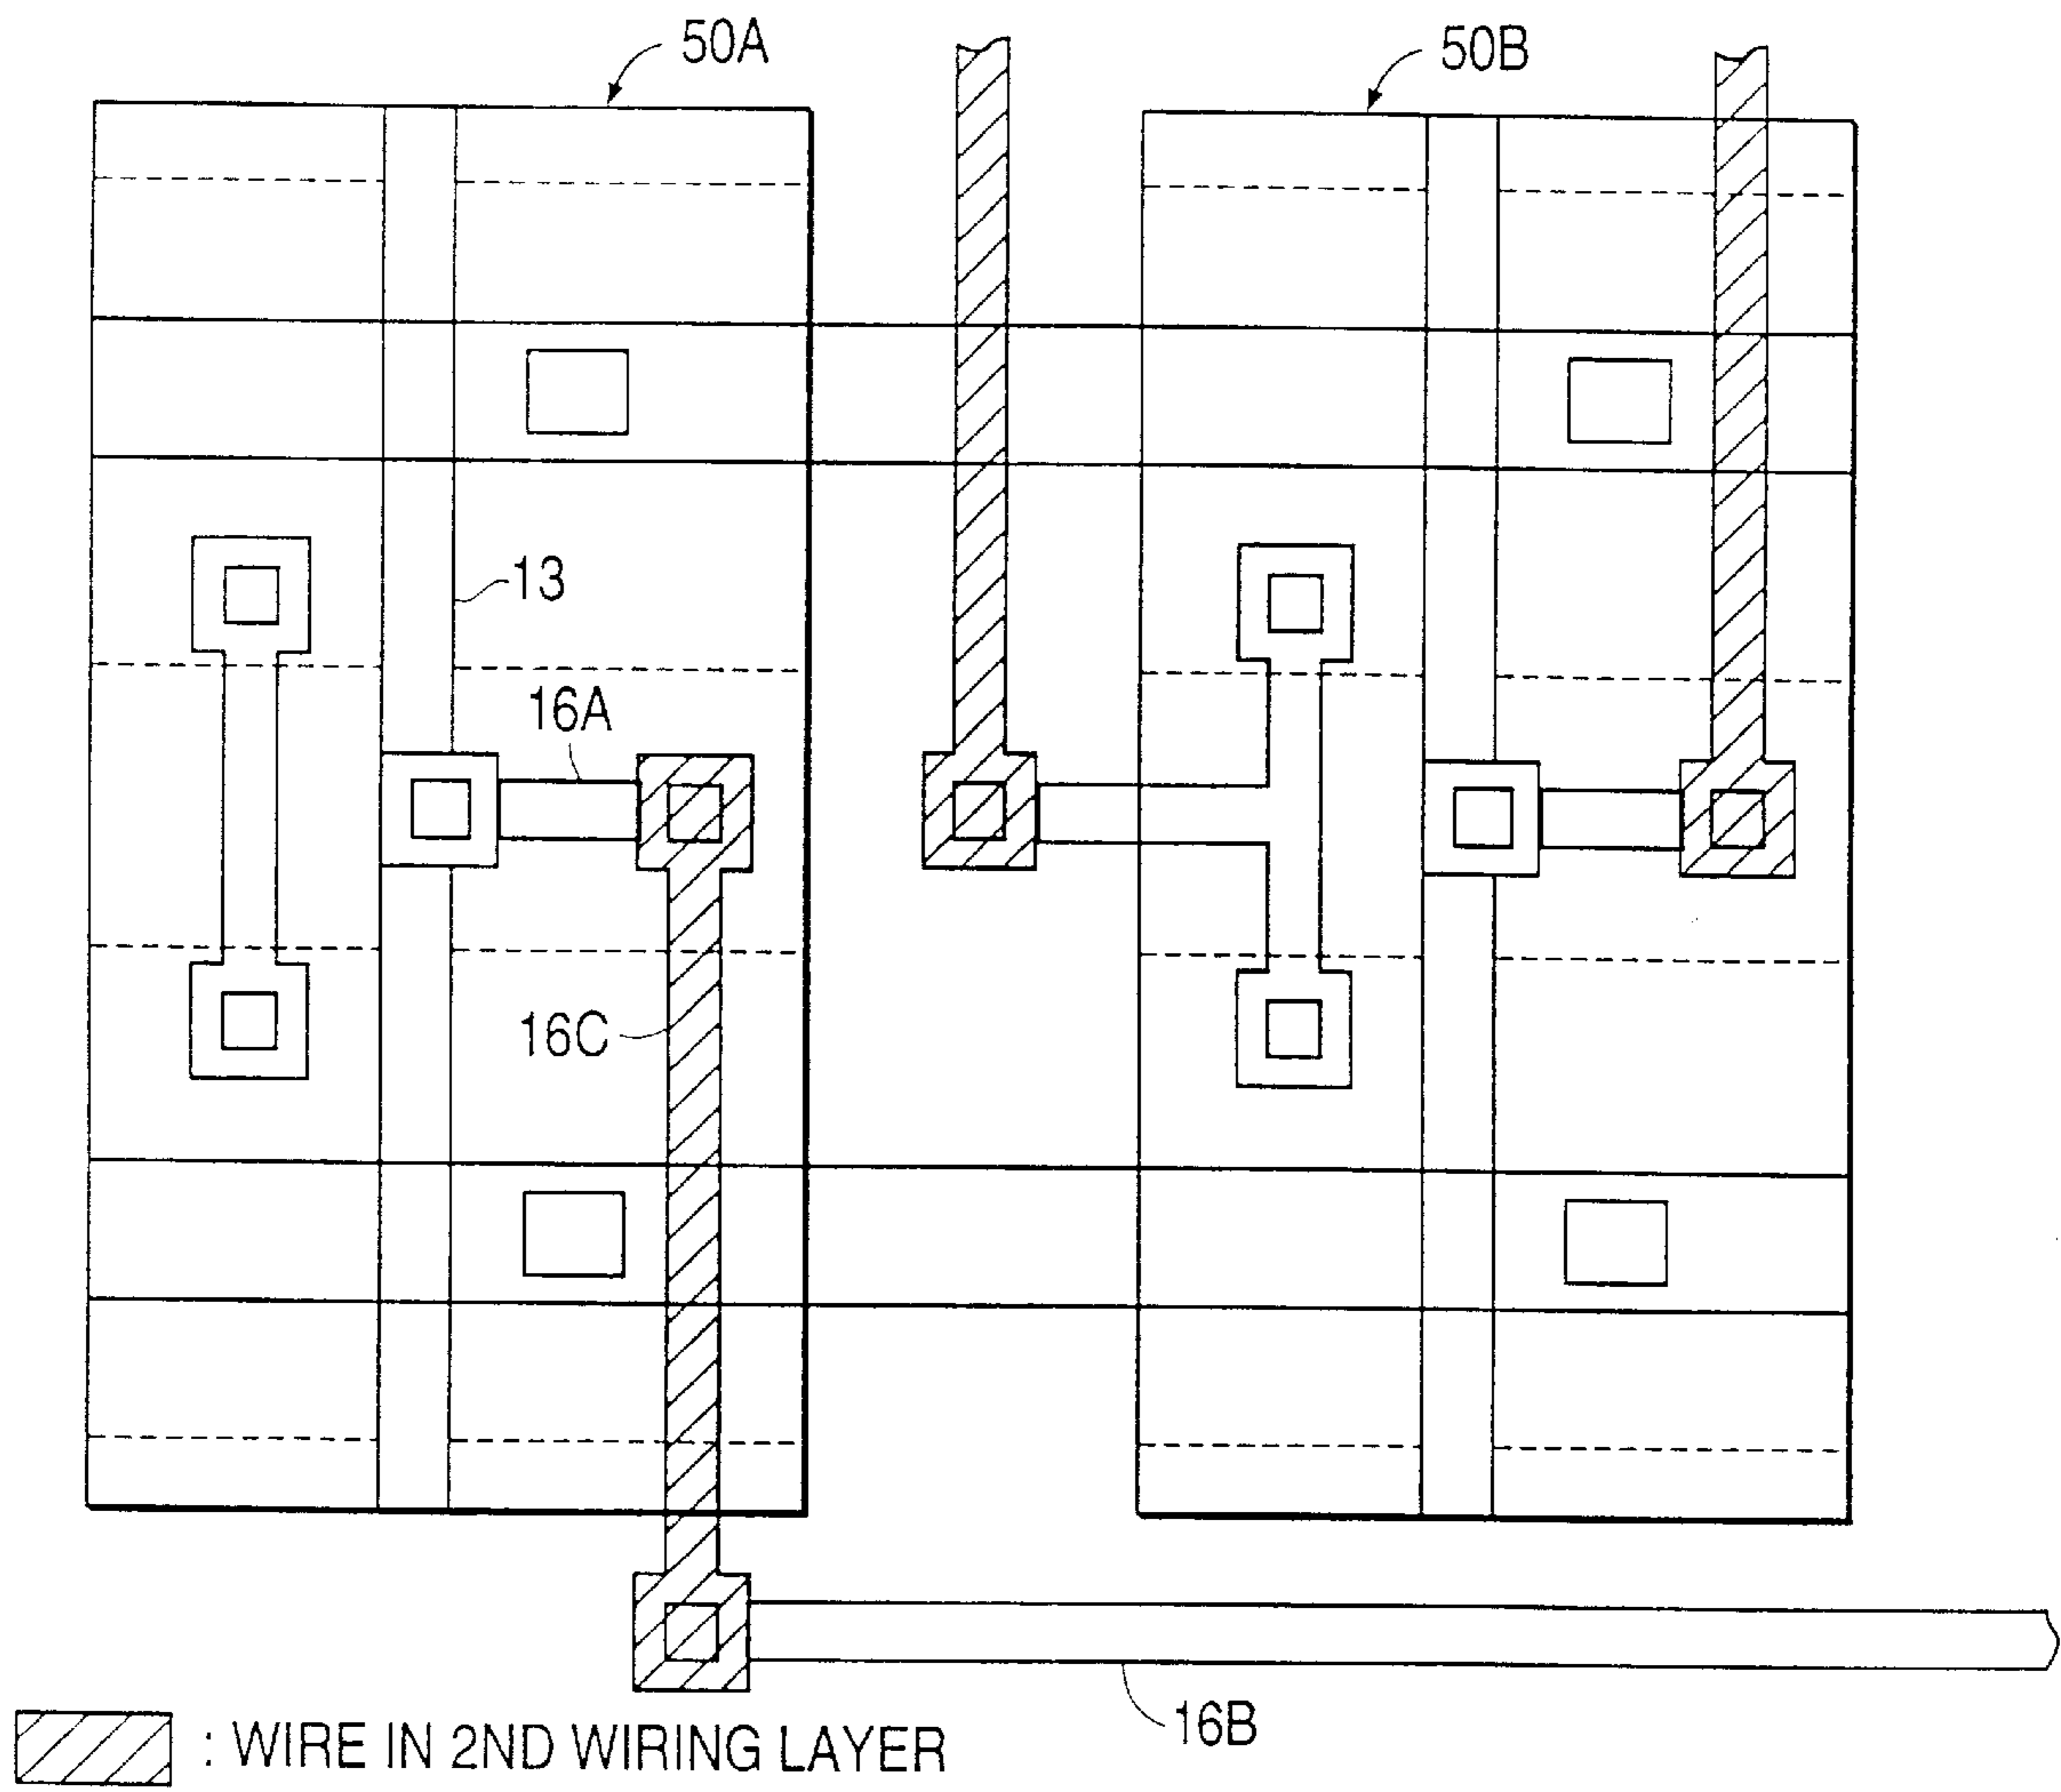 50A
50B
13
16A
16C
16B
: WIRE IN 2ND WIRING LAYER